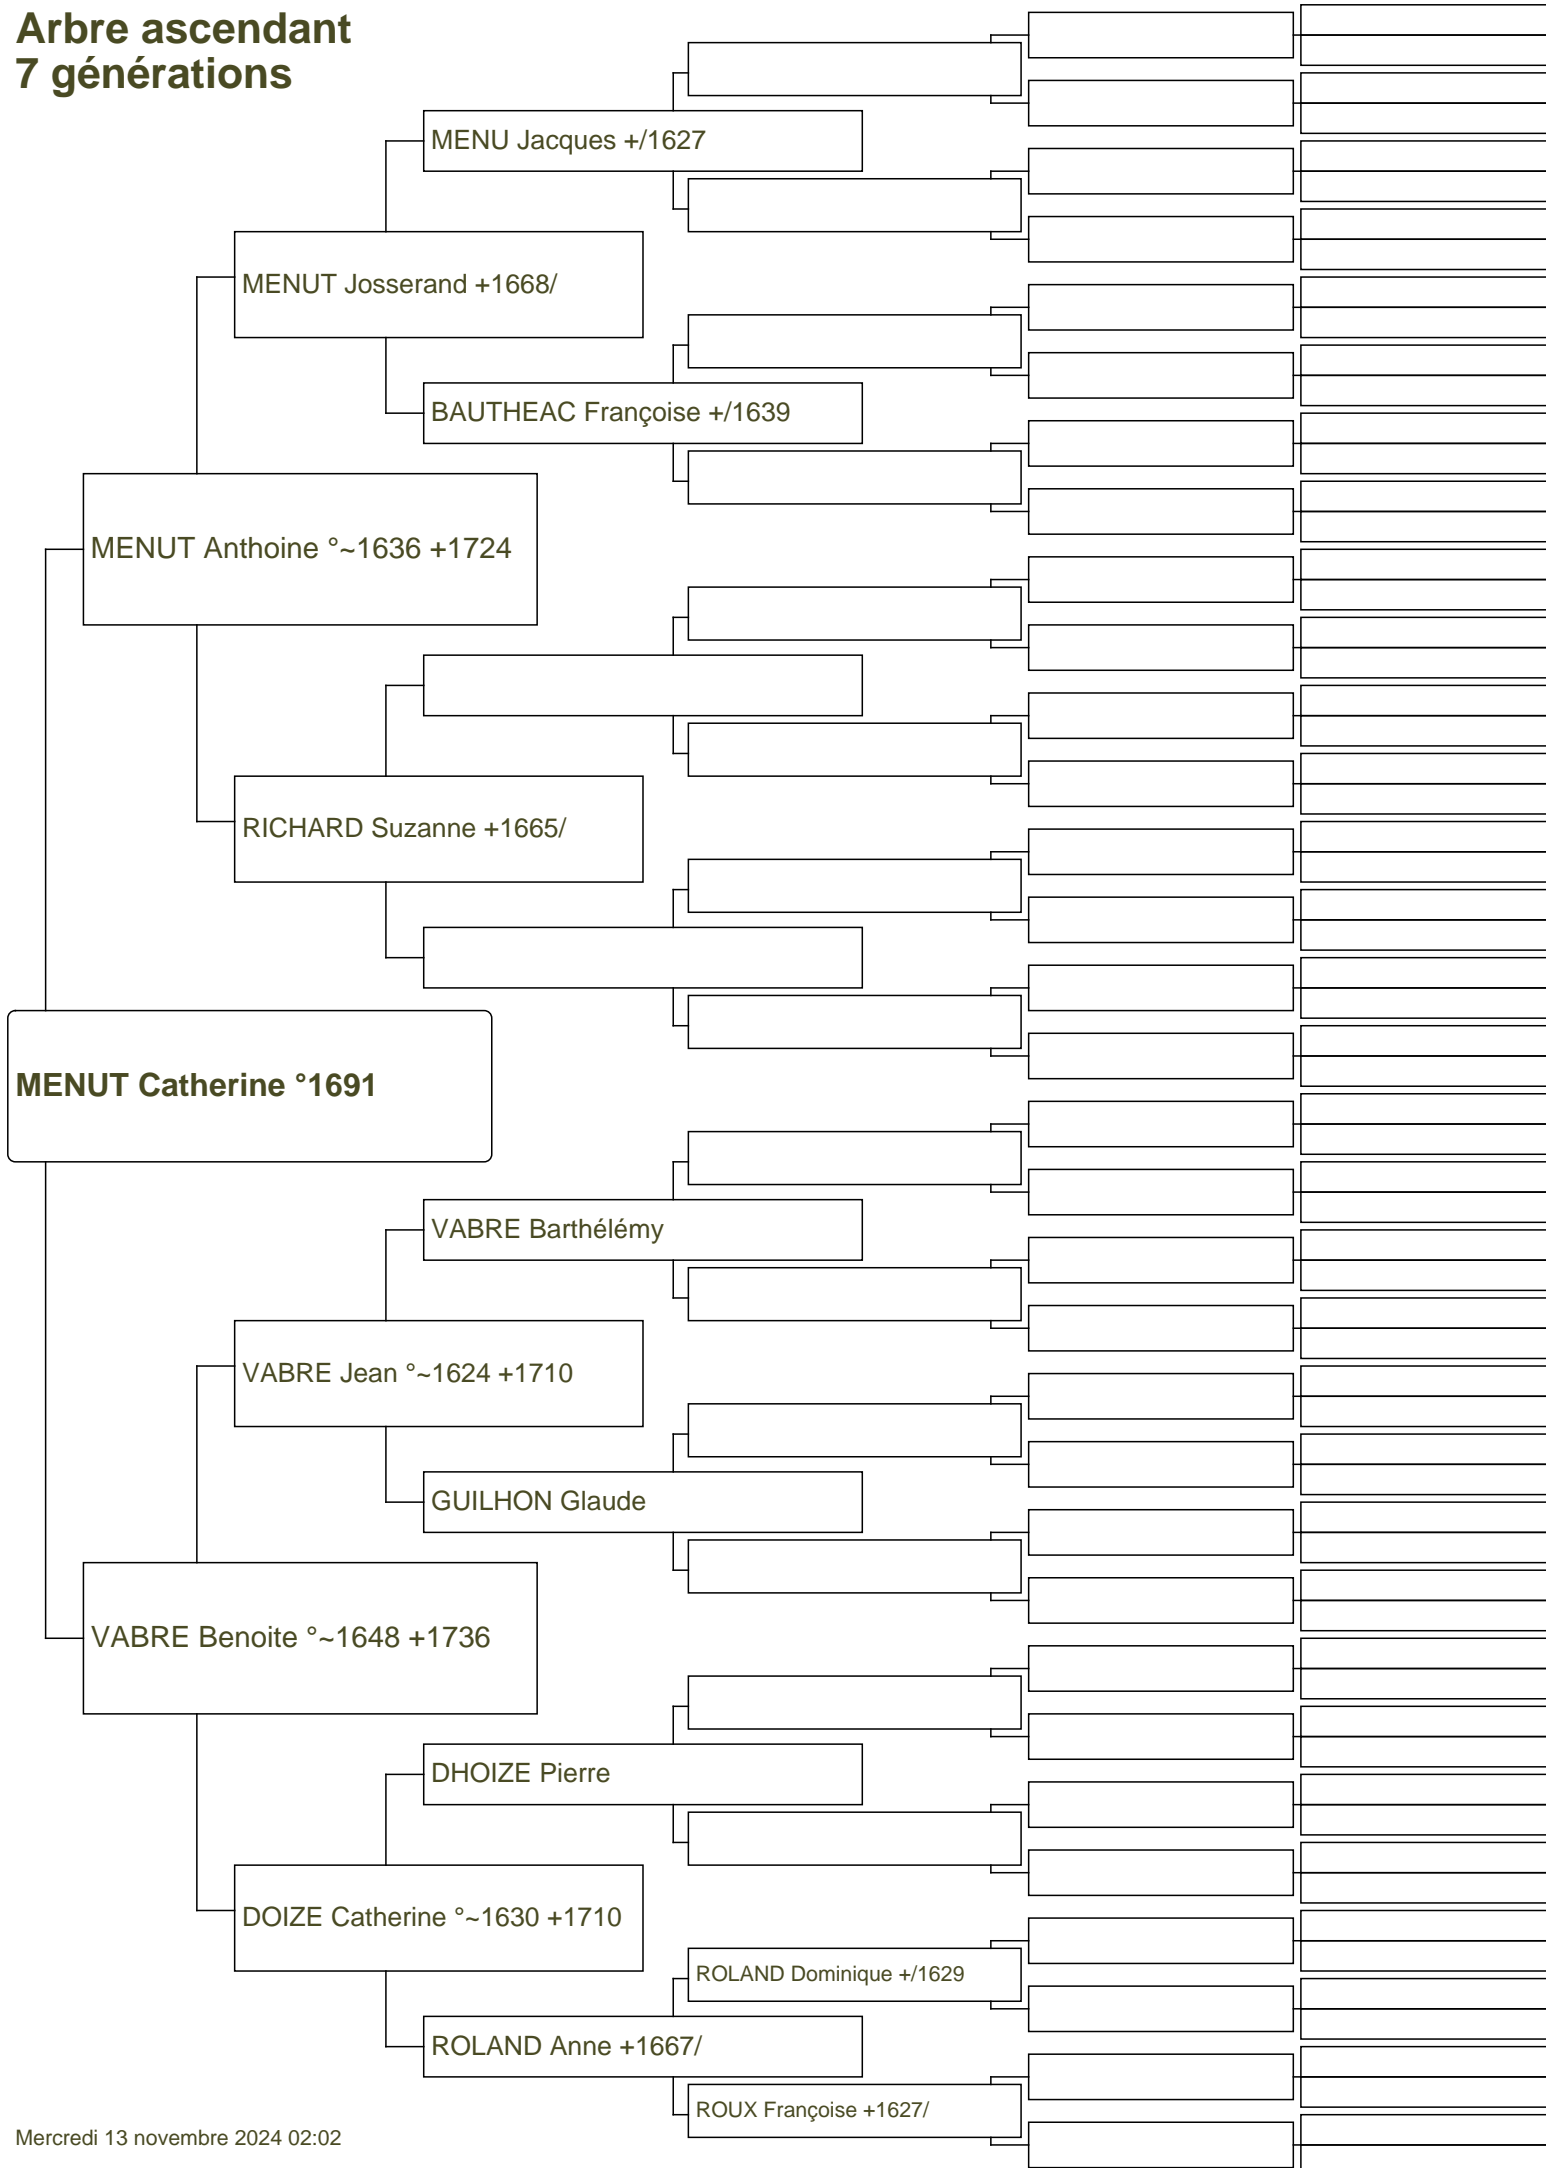 Arbre ascendant
7 générations
MENU Jacques +/1627
MENUT Josserand +1668/
BAUTHEAC Françoise +/1639
MENUT Anthoine °~1636 +1724
RICHARD Suzanne +1665/
MENUT Catherine °1691
VABRE Barthélémy
VABRE Jean °~1624 +1710
GUILHON Glaude
VABRE Benoite °~1648 +1736
DHOIZE Pierre
DOIZE Catherine °~1630 +1710
ROLAND Dominique +/1629
ROLAND Anne +1667/
ROUX Françoise +1627/
Mercredi 13 novembre 2024 02:02